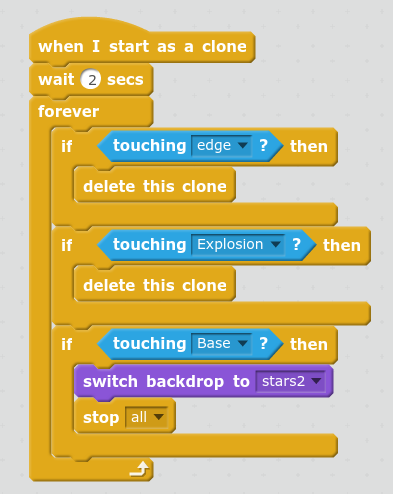 when I start as a clone
wait 2 secs
forever
if touching edge ? then
delete this clone
if touching Explosion ? then
delete this clone
if touching Base ? then
switch backdrop to stars2
stop all